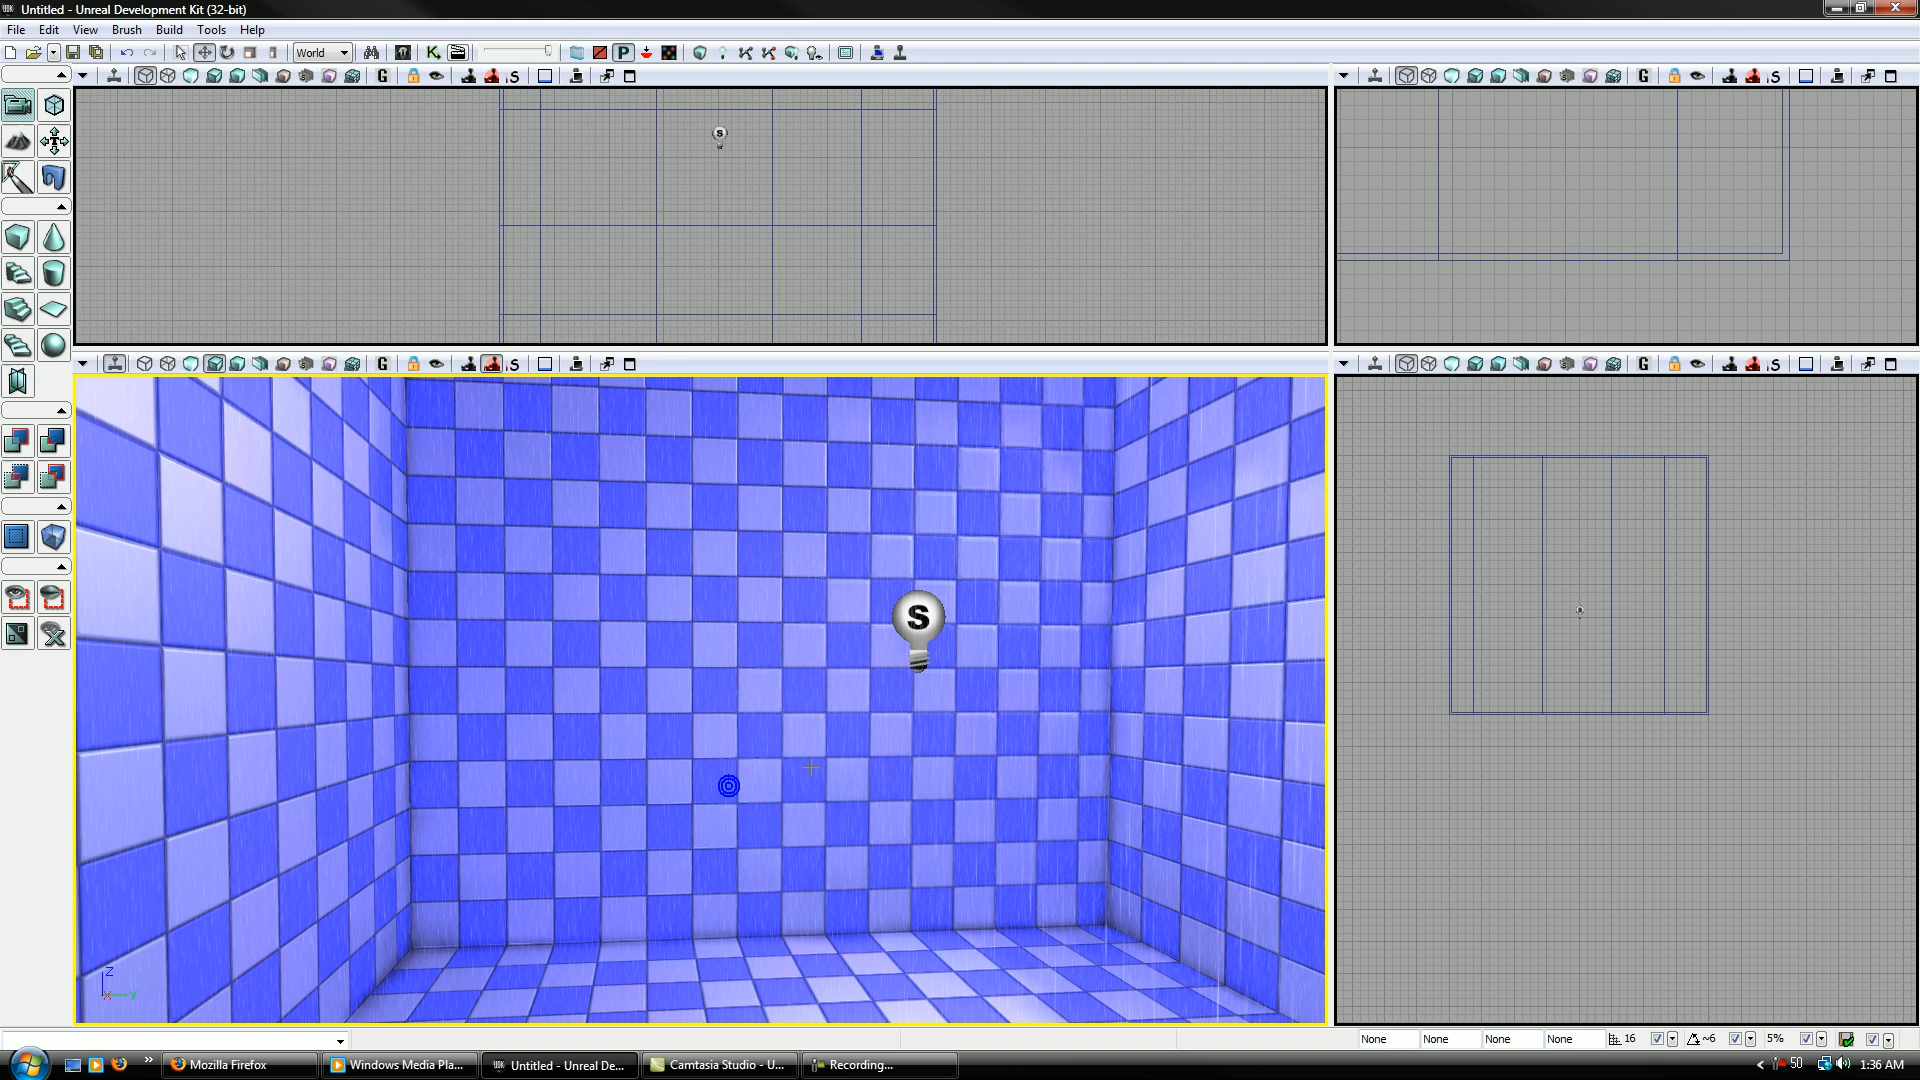 Untitled - Unreal Development Kit (32-bit)
File Edit View Brush Build Tools Help
World
P
K
G S
G S
S
G S
G S
S
Z
X Y
None None None None 16 ~6 5%
» Mozilla Firefox Windows Media Pla... Untitled - Unreal De... Camtasia Studio - U... Recording... < 50 1:36 AM